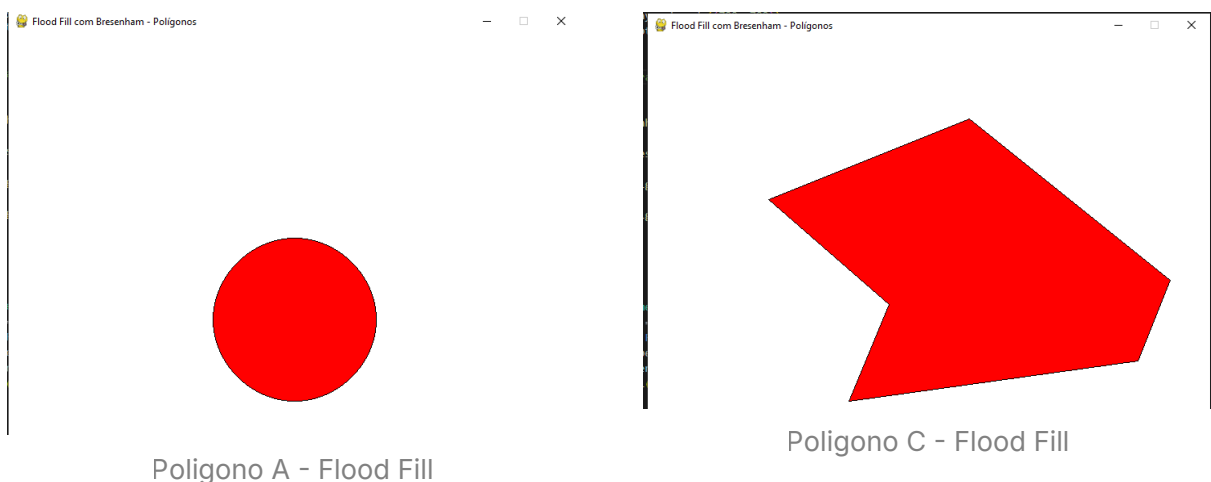 Flood Fill com Bresenham - Polígonos
Flood Fill com Bresenham - Polígonos
Poligono C - Flood Fill
Poligono A - Flood Fill